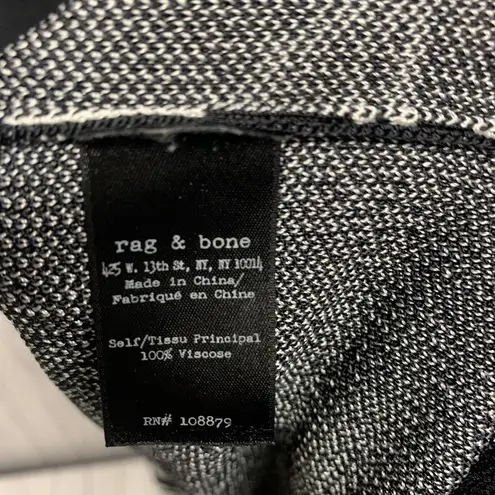 rag & bone
425 W. 13th St, NY, NY 10014
Made in China/
Fabriqué en Chine
Self/Tissu Principal
100% Viscose
RN# 108879